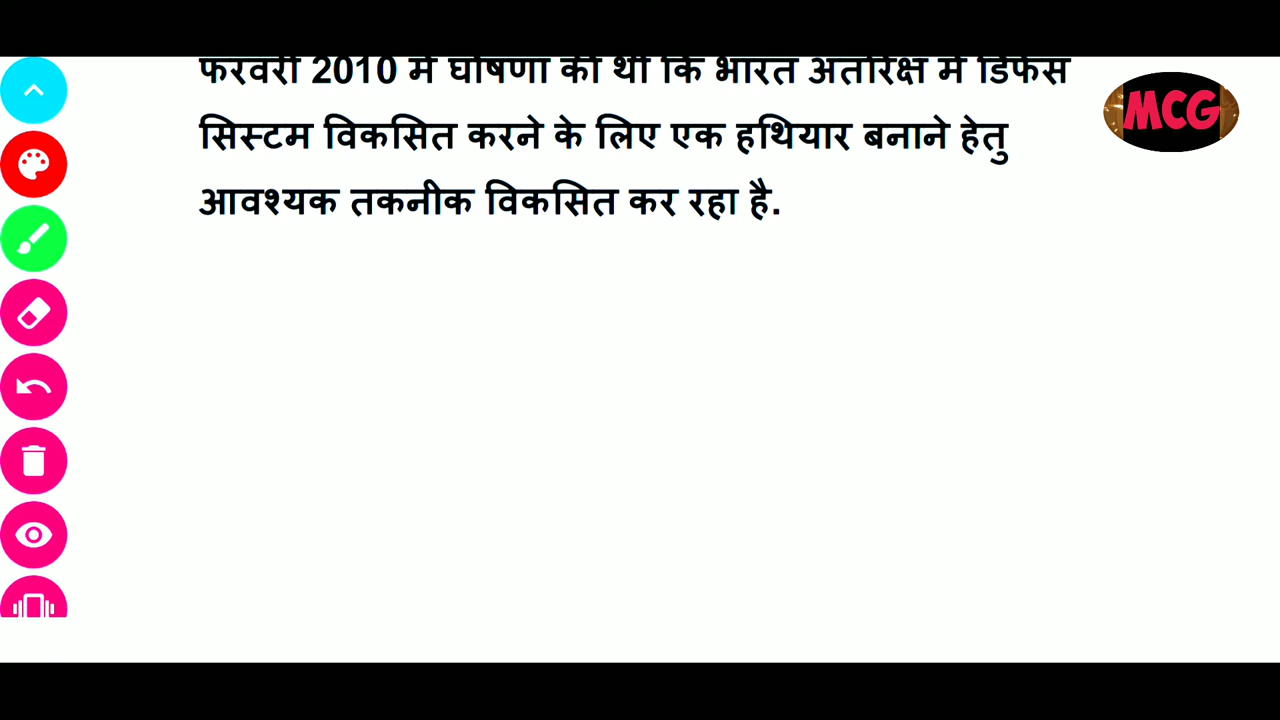 फरवरी 2010 में घोषणा की थी कि भारत अंतरिक्ष में डिफेंस
सिस्टम विकसित करने के लिए एक हथियार बनाने हेतु
आवश्यक तकनीक विकसित कर रहा है.
MCG